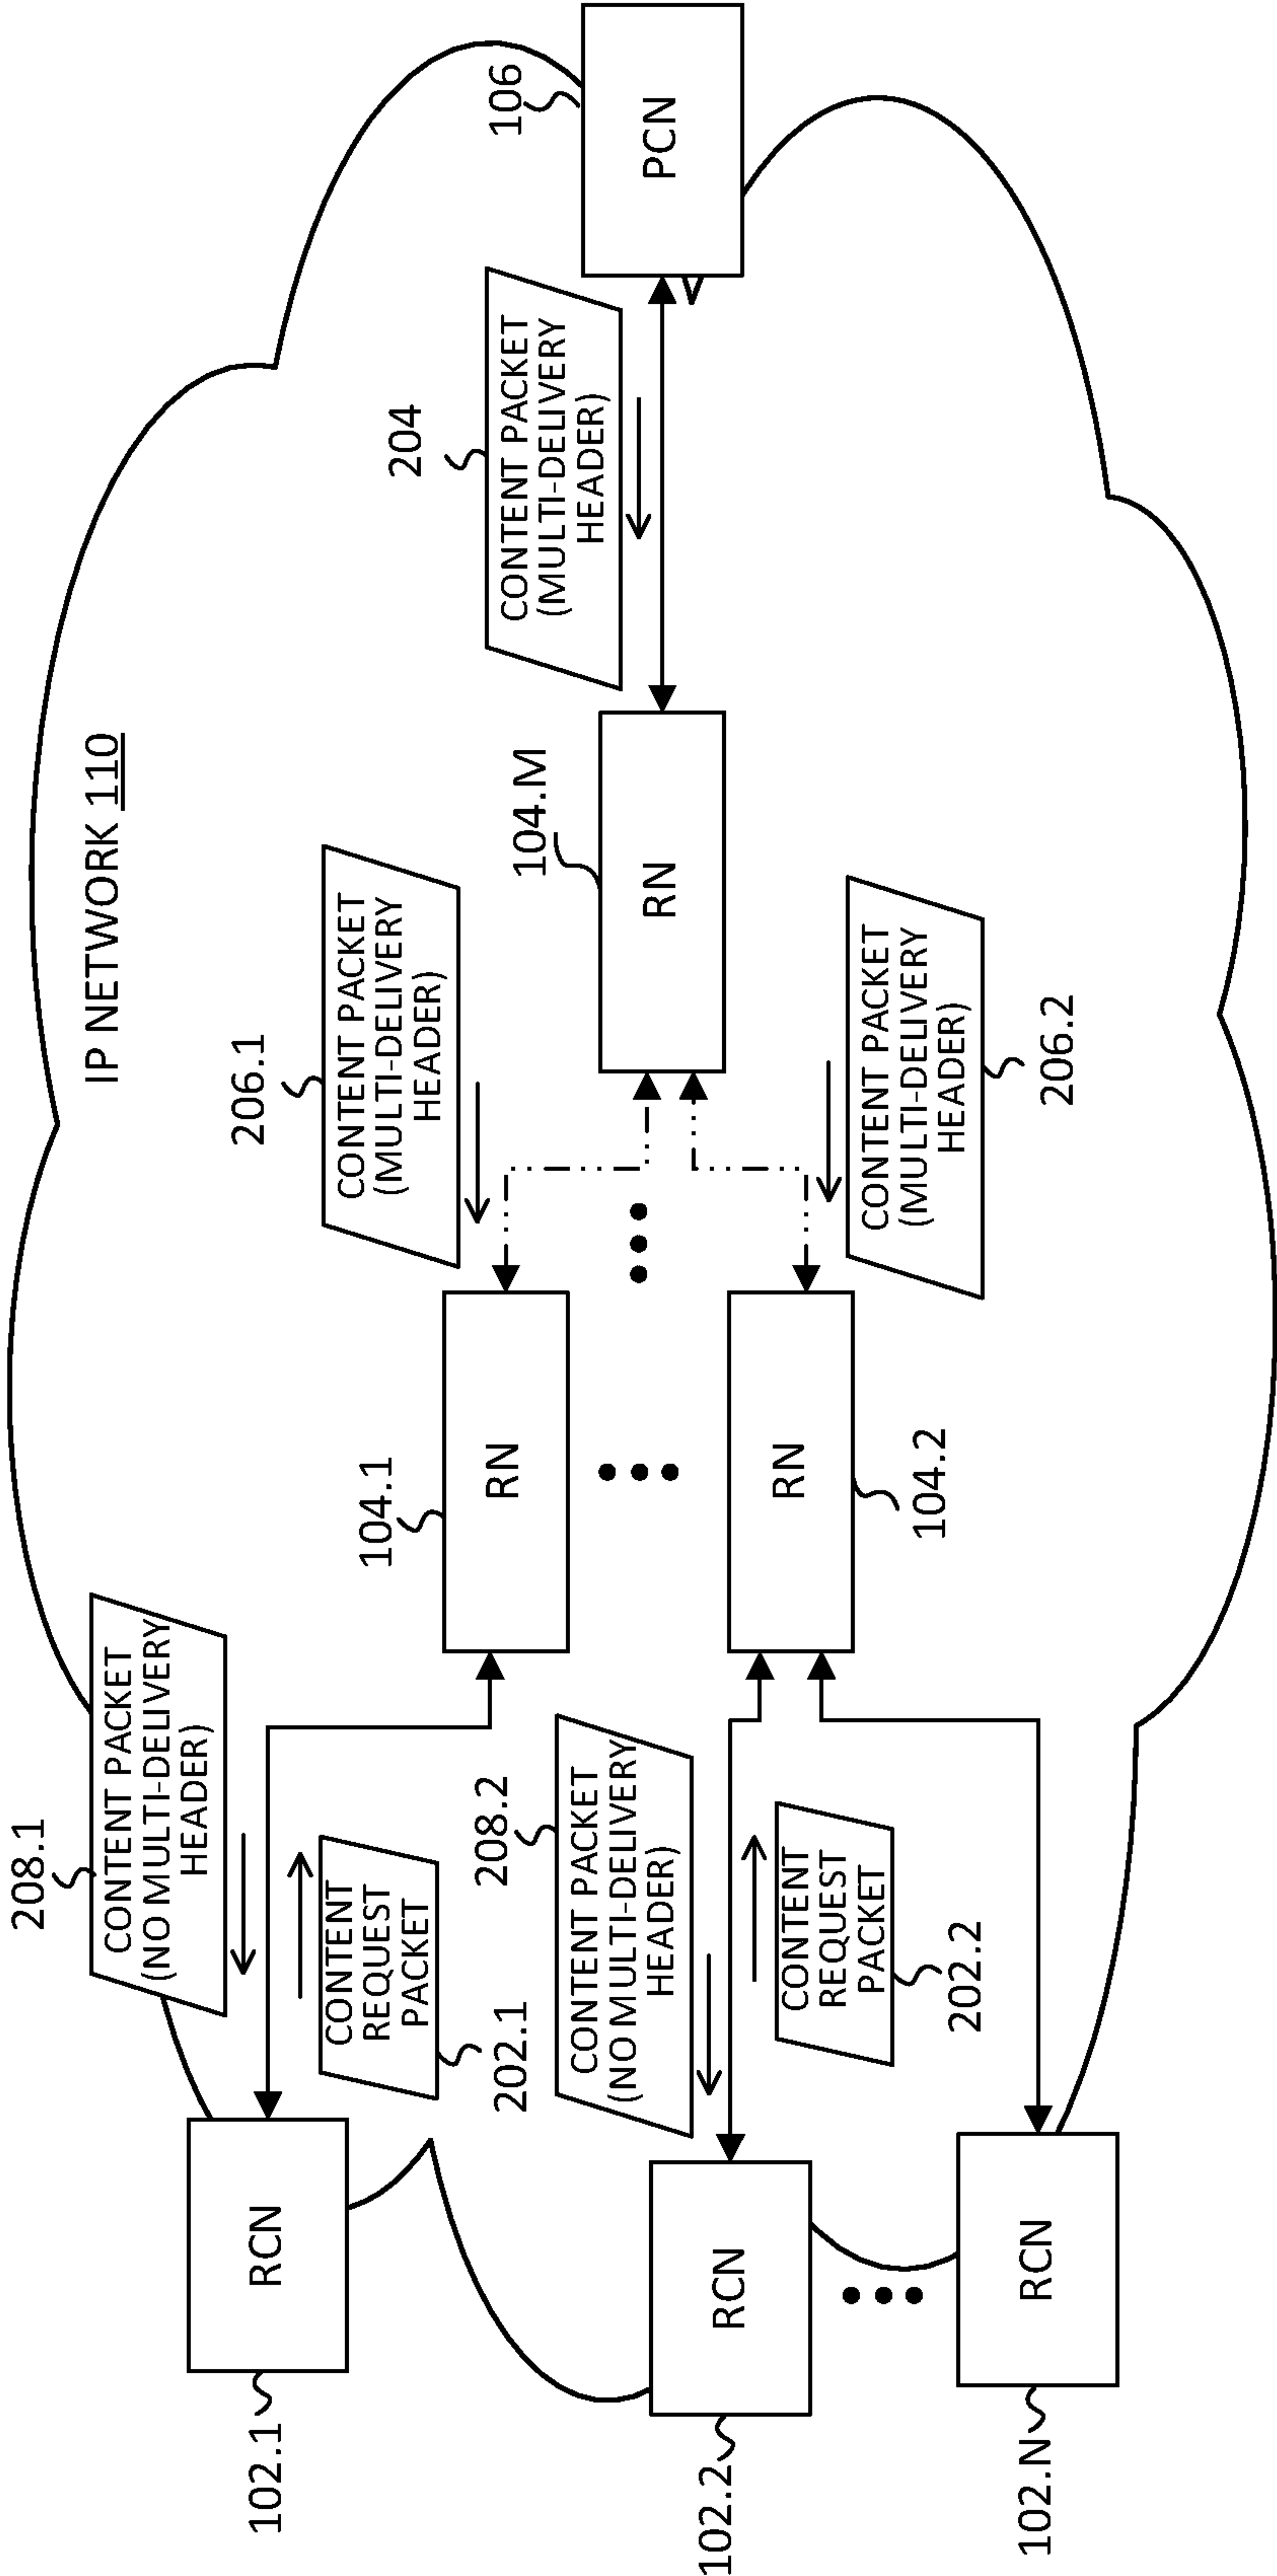 IP NETWORK 110
208.1
CONTENT PACKET
(NO MULTI-DELIVERY
HEADER)
206.1
CONTENT PACKET
(MULTI-DELIVERY
HEADER)
204
CONTENT PACKET
(MULTI-DELIVERY
HEADER)
106
PCN
102.1
RCN
CONTENT
REQUEST
PACKET
202.1
104.1
RN
104.M
RN
208.2
CONTENT PACKET
(NO MULTI-DELIVERY
HEADER)
102.2
RCN
CONTENT
REQUEST
PACKET
202.2
RN
104.2
CONTENT PACKET
(MULTI-DELIVERY
HEADER)
206.2
102.N
RCN